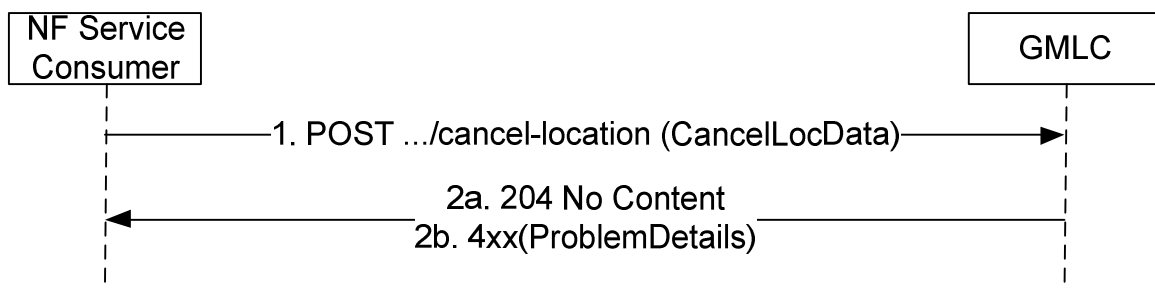 NF Service
Consumer
GMLC
1. POST .../cancel-location (CancelLocData)
2a. 204 No Content
2b. 4xx(ProblemDetails)